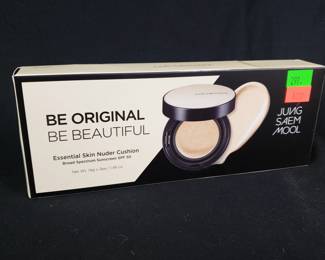 BE ORIGINAL
BE BEAUTIFUL
Essential Skin Nuder Cushion
Broad Spectrum Sunscreen SPF 50
JUNG
SAEM
MOOL